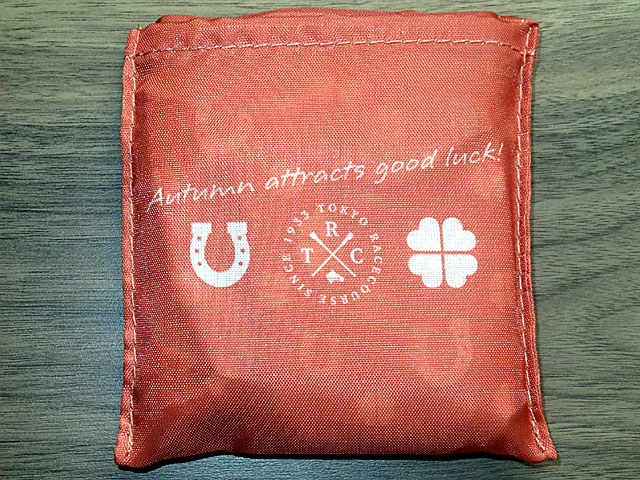 Autumn attracts good luck!
SINCE 1933 TOKYO RACECOURSE
R
T C